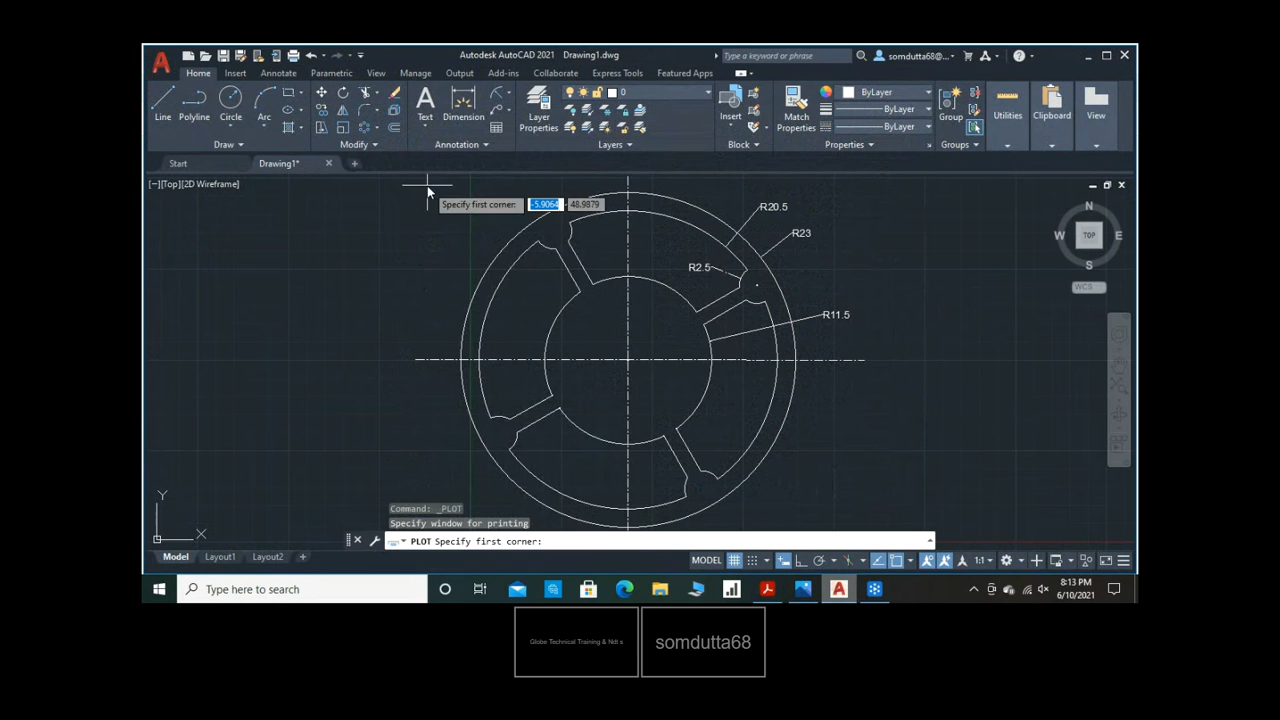 Autodesk AutoCAD 2021 Drawing1.dwg
Type a keyword or phrase
somdutta68@...
Home Insert Annotate Parametric View Manage Output Add-ins Collaborate Express Tools Featured Apps
0
ByLayer
ByLayer
ByLayer
Line Polyline Circle Arc
Text Dimension
Layer Properties
Insert
Match Properties
Group
Utilities
Clipboard
View
Draw Modify Annotation Layers Block Properties Groups
Start Drawing1*
[−][Top][2D Wireframe]
Specify first corner: -5.9064 48.9879
R20.5
R23
R2.5
R11.5
N
W TOP E
S
WCS
Y
X
Command: _PLOT
Specify window for printing
PLOT Specify first corner:
Model Layout1 Layout2
MODEL 1:1
Type here to search
8:13 PM
6/10/2021
Globe Technical Training & Ndt s
somdutta68